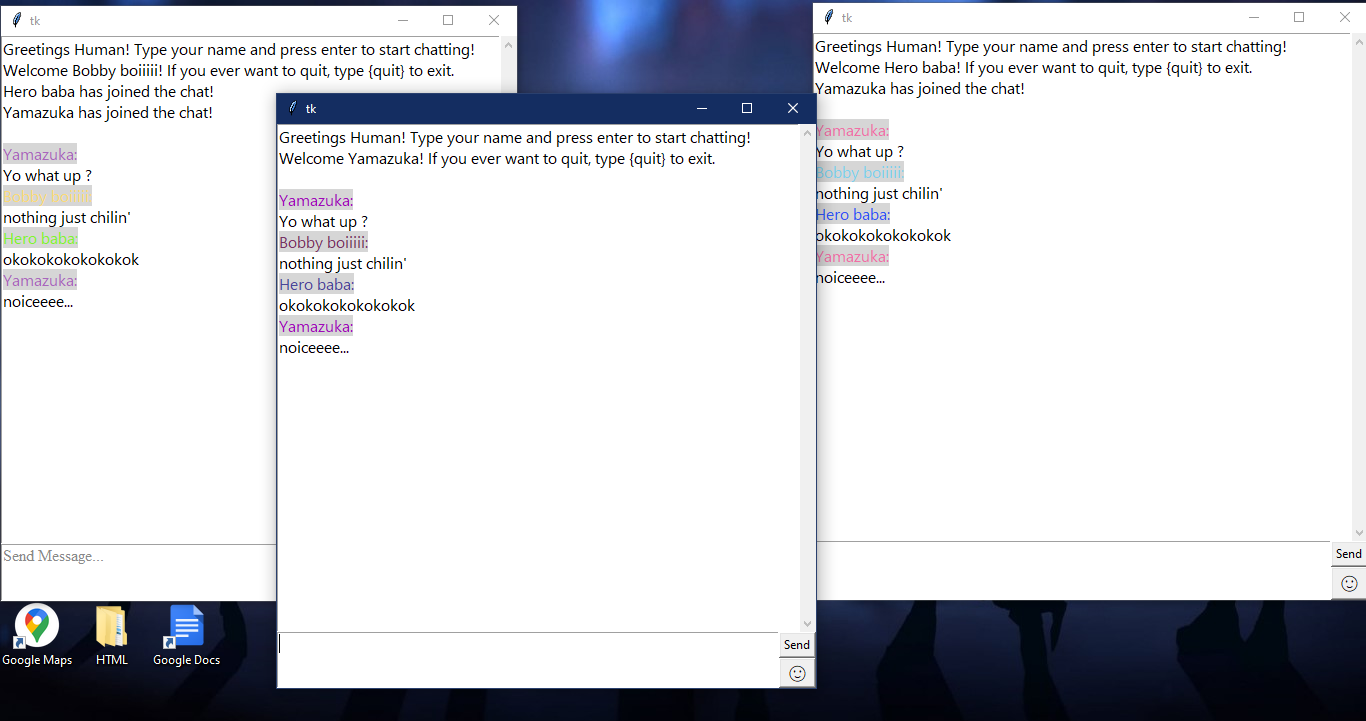 tk
Greetings Human! Type your name and press enter to start chatting!
Welcome Bobby boiiiii! If you ever want to quit, type {quit} to exit.
Hero baba has joined the chat!
Yamazuka has joined the chat!
Yamazuka:
Yo what up ?
Bobby boiiiii:
nothing just chilin'
Hero baba:
okokokokokokokok
Yamazuka:
noiceeee...
Send Message...
tk
Greetings Human! Type your name and press enter to start chatting!
Welcome Yamazuka! If you ever want to quit, type {quit} to exit.
Yamazuka:
Yo what up ?
Bobby boiiiii:
nothing just chilin'
Hero baba:
okokokokokokokok
Yamazuka:
noiceeee...
Send
tk
Greetings Human! Type your name and press enter to start chatting!
Welcome Hero baba! If you ever want to quit, type {quit} to exit.
Yamazuka has joined the chat!
Yamazuka:
Yo what up ?
Bobby boiiiii:
nothing just chilin'
Hero baba:
okokokokokokokok
Yamazuka:
noiceeee...
Send
Google Maps
HTML
Google Docs